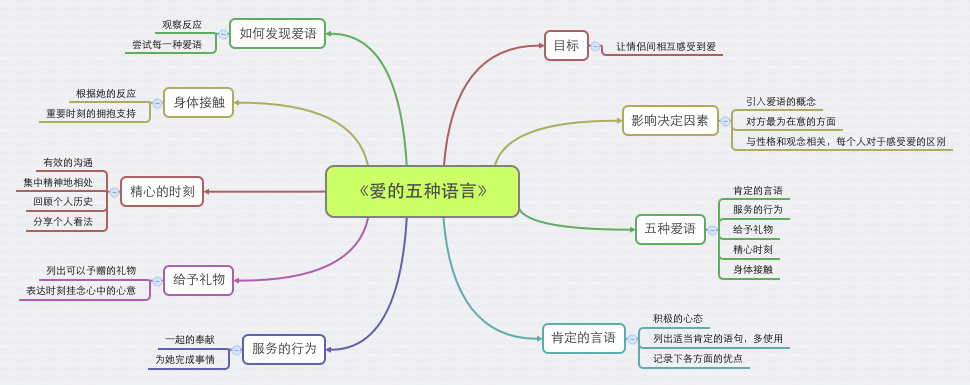 《爱的五种语言》
目标
让情侣间相互感受到爱
影响决定因素
引入爱语的概念
对方最为在意的方面
与性格和观念相关，每个人对于感受爱的区别
五种爱语
肯定的言语
服务的行为
给予礼物
精心时刻
身体接触
肯定的言语
积极的心态
列出适当肯定的语句，多使用
记录下各方面的优点
服务的行为
一起的奉献
为她完成事情
给予礼物
列出可以予赠的礼物
表达时刻挂念心中的心意
精心的时刻
有效的沟通
集中精神地相处
回顾个人历史
分享个人看法
身体接触
根据她的反应
重要时刻的拥抱支持
如何发现爱语
观察反应
尝试每一种爱语